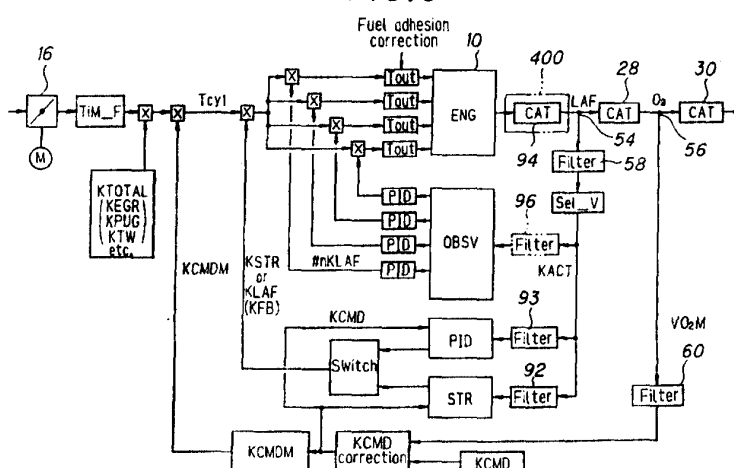 Fuel adhesion
correction
16
10
400
LAF
28
O₂
30
TiM_F
Tcyl
Tout
Tout
Tout
Tout
ENG
CAT
CAT
CAT
94
54
56
M
Filter
58
KTOTAL
(KEGR
KPUG
KTW
etc.)
Sel_V
PID
PID
PID
PID
OBSV
96
Filter
KCMDM
KSTR
or
KLAF
(KFB)
#nKLAF
KACT
KCMD
93
VO₂M
Switch
PID
Filter
92
60
STR
Filter
Filter
KCMDM
KCMD
correction
KCMD